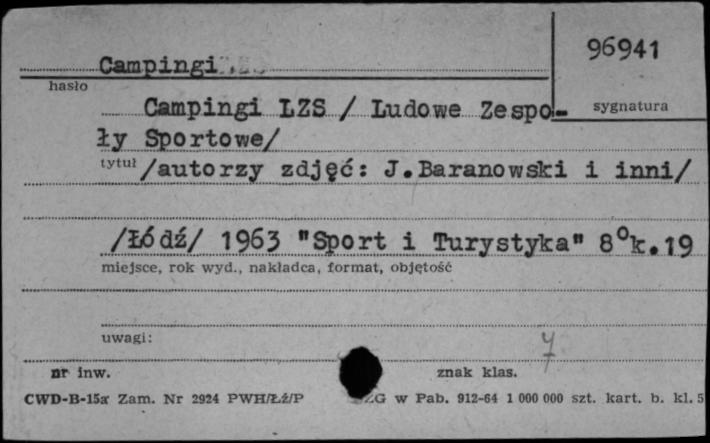 96941
Campingi
hasło
Campingi LZS / Ludowe Zespo-
sygnatura
ły Sportowe/
tytuł /autorzy zdjęć: J.Baranowski i inni/
/Łódź/ 1963 "Sport i Turystyka" 8°k.19
miejsce, rok wyd., nakładca, format, objętość
uwagi:
7
nr inw.
znak klas.
CWD-B-15a Zam. Nr 2924 PWH/Łź/P ZG w Pab. 912-64 1 000 000 szt. kart. b. kl. 5